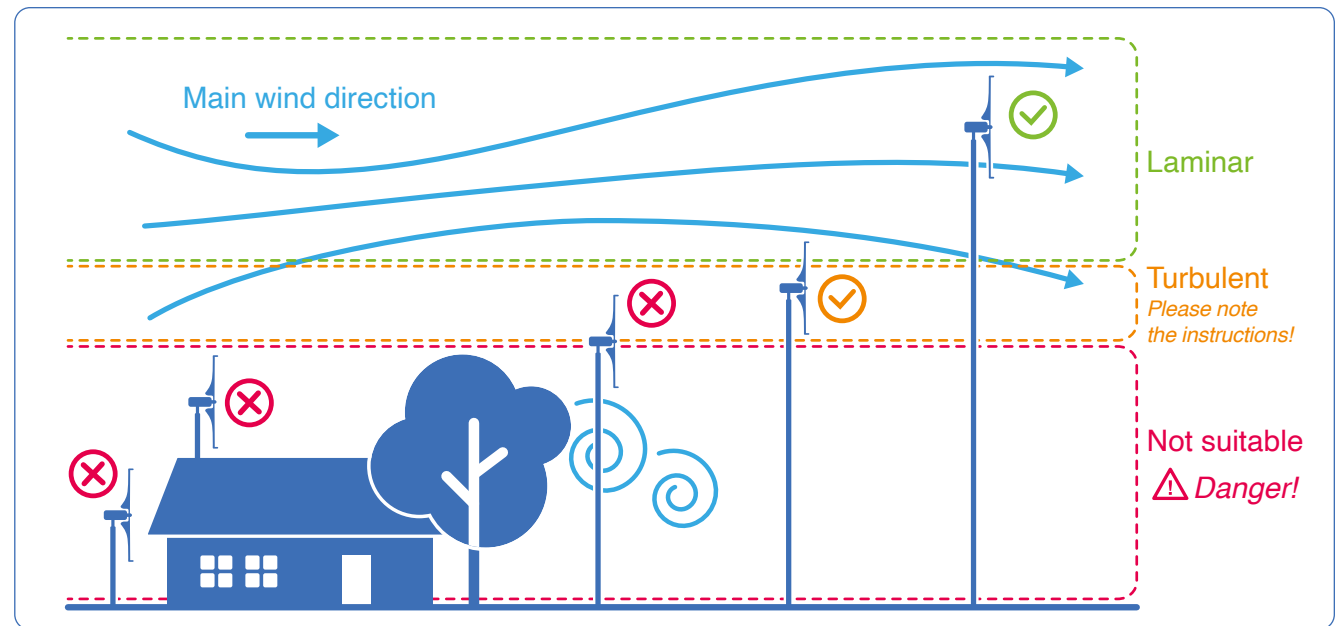 Main wind direction
Laminar
Turbulent
Please note
the instructions!
Not suitable
Danger!